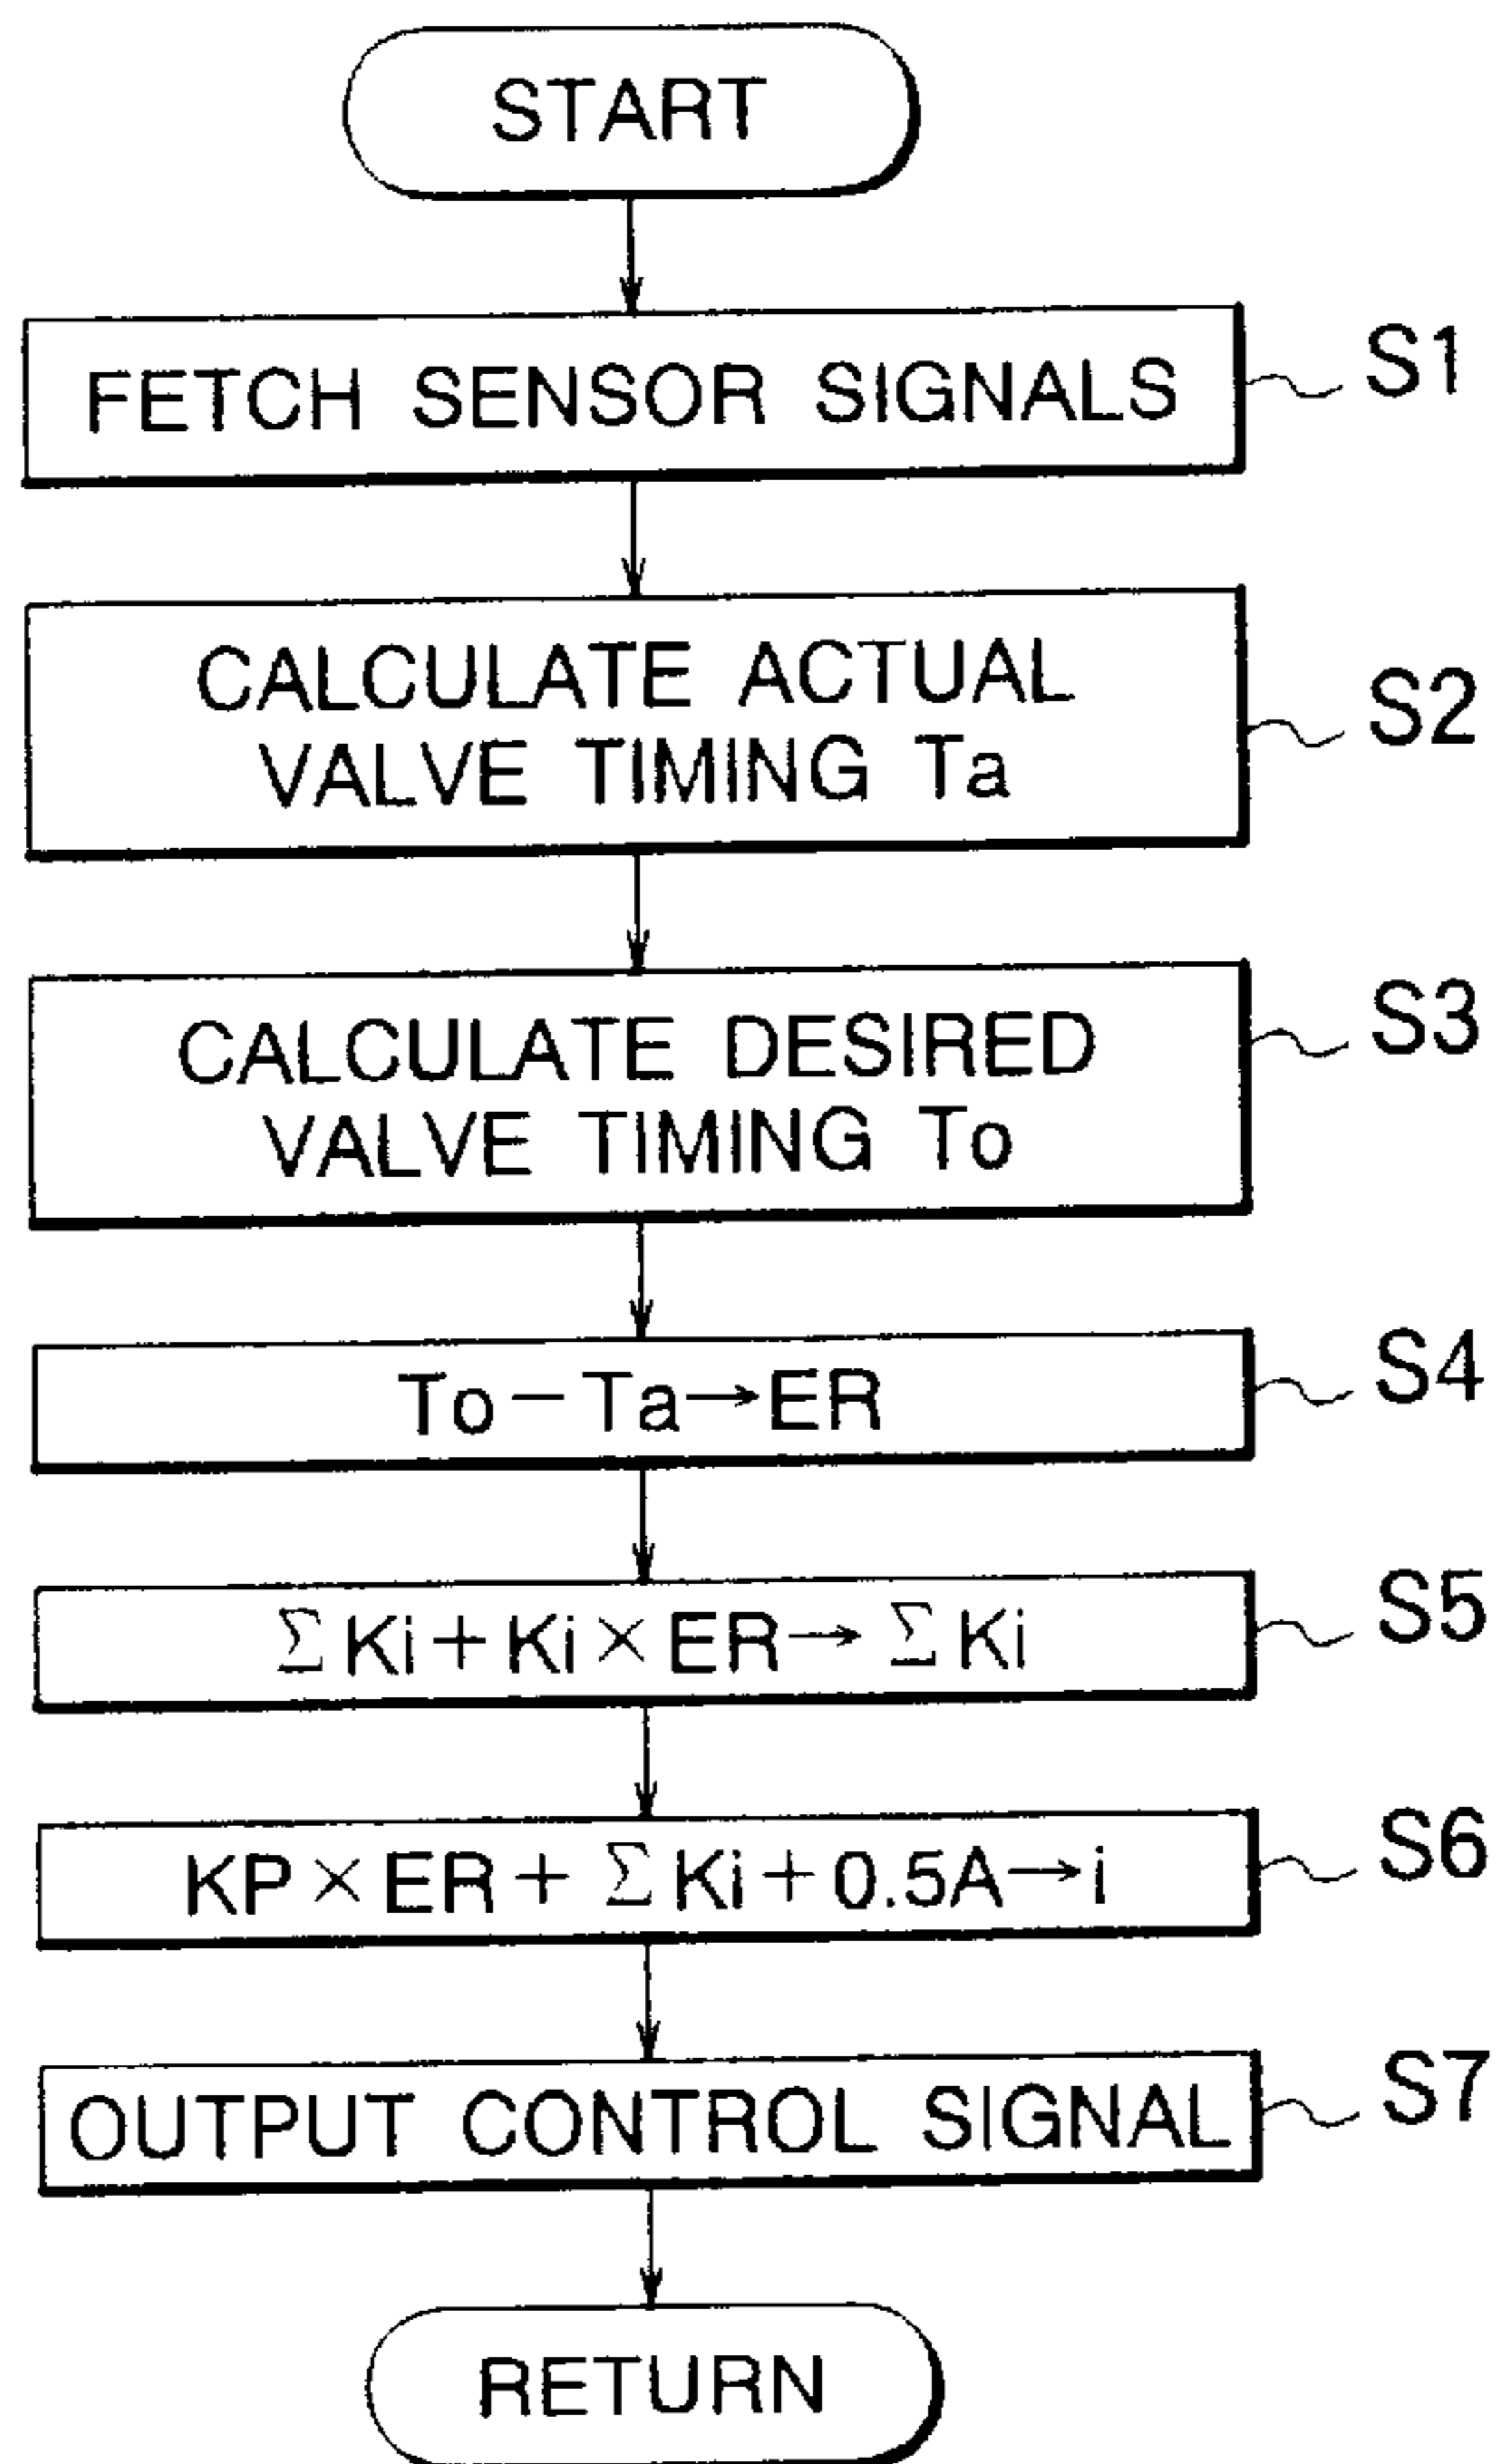 START
FETCH SENSOR SIGNALS
S1
CALCULATE ACTUAL
VALVE TIMING Ta
S2
CALCULATE DESIRED
VALVE TIMING To
S3
To－Ta→ER
S4
ΣKi＋Ki×ER→ΣKi
S5
KP×ER＋ΣKi＋0.5A→i
S6
OUTPUT CONTROL SIGNAL
S7
RETURN